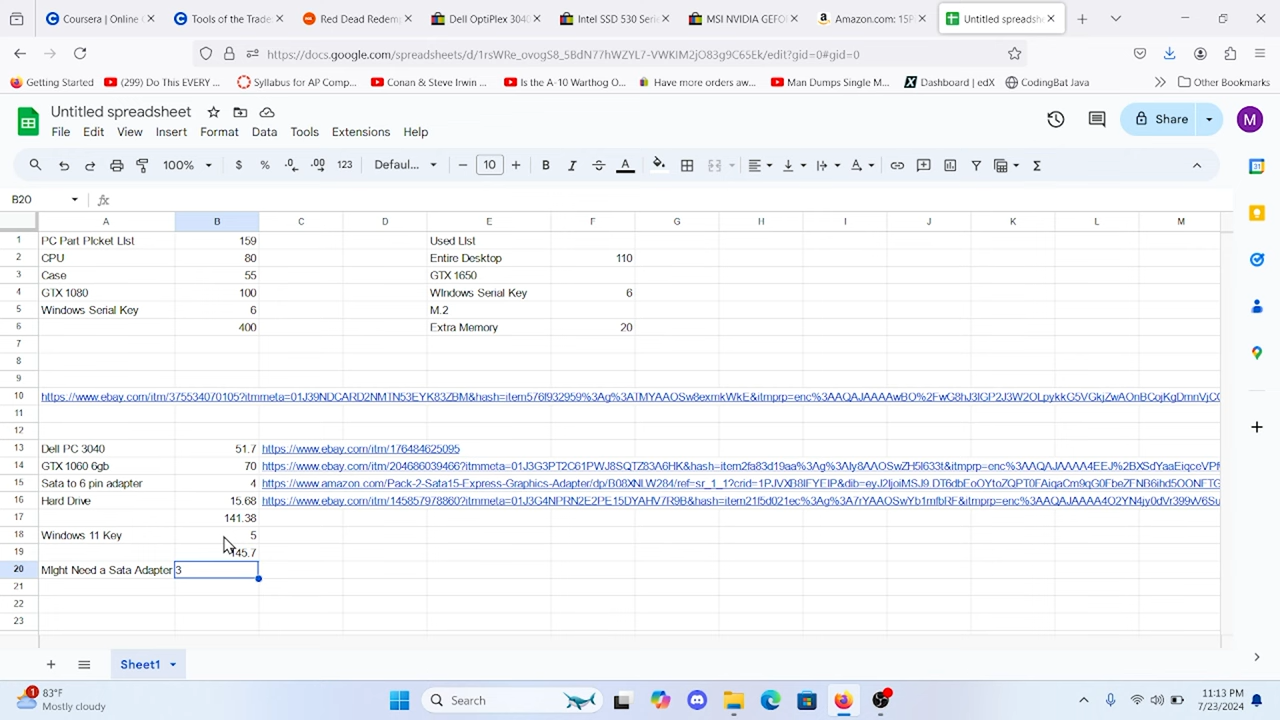 Coursera | Online C
Tools of the Trade
Red Dead Redemp
Dell OptiPlex 3040
Intel SSD 530 Serie
MSI NVIDIA GEFO
Amazon.com: 15P
Untitled spreadshe
https://docs.google.com/spreadsheets/d/1rsWRe_ovogS8_5BdN77hWZYL7-VWKIM2jO83g9C65Ek/edit?gid=0#gid=0
Getting Started
(299) Do This EVERY ...
Syllabus for AP Comp...
Conan & Steve Irwin ...
Is the A-10 Warthog O...
Have more orders aw...
Man Dumps Single M...
Dashboard | edX
CodingBat Java
Other Bookmarks
Untitled spreadsheet
File Edit View Insert Format Data Tools Extensions Help
Share
M
100% $ % .0 .00 123 Defaul... 10 B I S A Σ
B20 fx
A B C D E F G H I J K L M
1 PC Part PIcket LIst 159 Used LIst
2 CPU 80 Entire Desktop 110
3 Case 55 GTX 1650
4 GTX 1080 100 WIndows Serial Key 6
5 Windows Serial Key 6 M.2
6 400 Extra Memory 20
7
8
9
10
11
12
13 Dell PC 3040 51.7 https://www.ebay.com/itm/176484625095
14 GTX 1060 6gb 70
15 Sata to 6 pin adapter 4
16 Hard Drive 15.68
17 141.38
18 Windows 11 Key 5
19 145.7
20 MIght Need a Sata Adapter 3
21
22
23
Sheet1
1
83°F
Mostly cloudy
Search
11:13 PM
7/23/2024